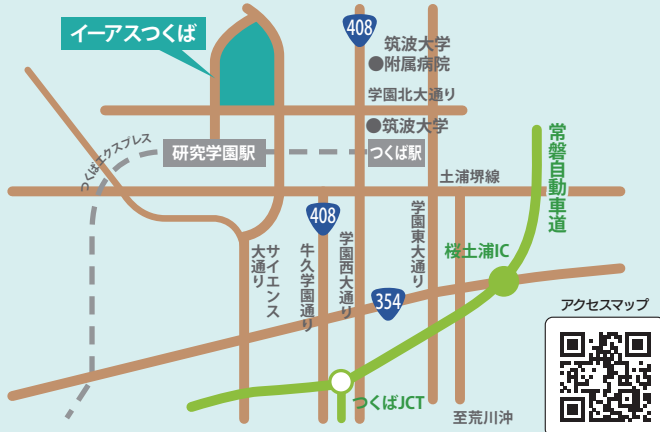 イーアスつくば
408
筑波大学
●附属病院
学園北大通り
●筑波大学
つくばエクスプレス
研究学園駅
つくば駅
常磐自動車道
土浦堺線
408
学園東大通り
桜土浦IC
サイエンス
大通り
牛久学園通り
学園西大通り
354
アクセスマップ
つくばJCT
至荒川沖